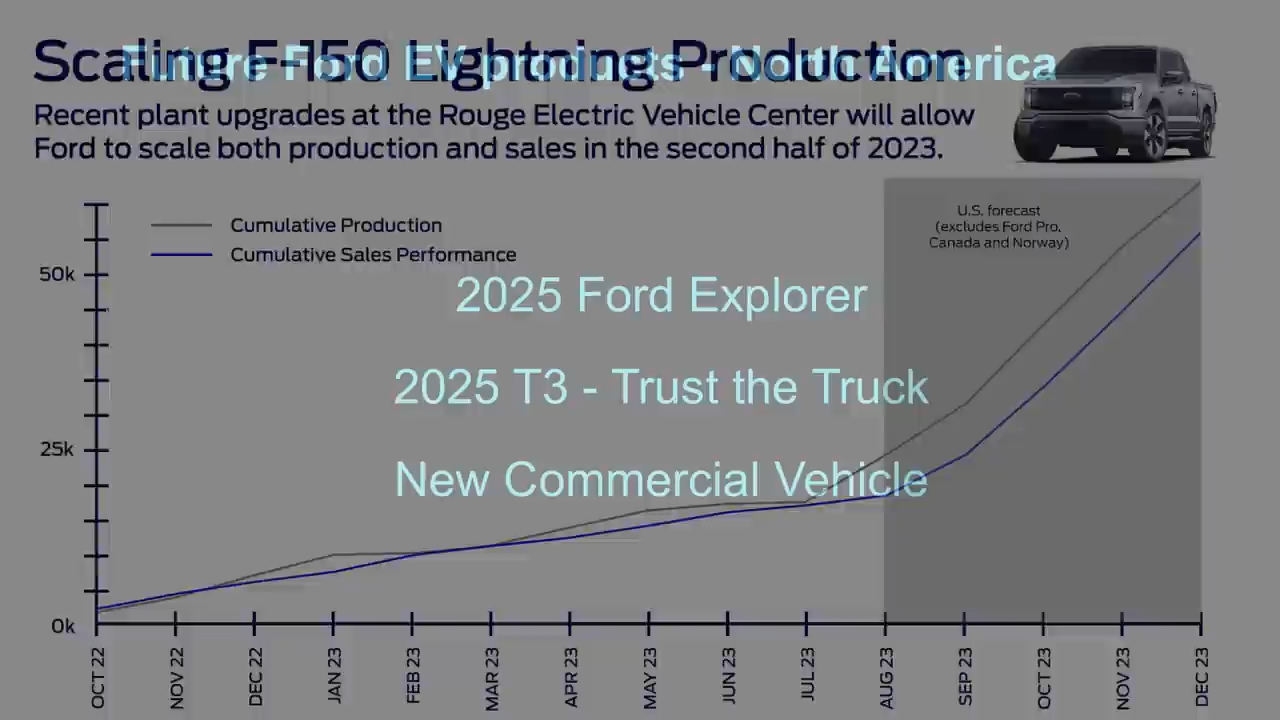 Scaling F-150 Lightning Production
Future Ford EV products - North America
Recent plant upgrades at the Rouge Electric Vehicle Center will allow
Ford to scale both production and sales in the second half of 2023.
U.S. forecast
(excludes Ford Pro,
Canada and Norway)
Cumulative Production
Cumulative Sales Performance
50k
2025 Ford Explorer
2025 T3 - Trust the Truck
25k
New Commercial Vehicle
0k
OCT 22
NOV 22
DEC 22
JAN 23
FEB 23
MAR 23
APR 23
MAY 23
JUN 23
JUL 23
AUG 23
SEP 23
OCT 23
NOV 23
DEC 23